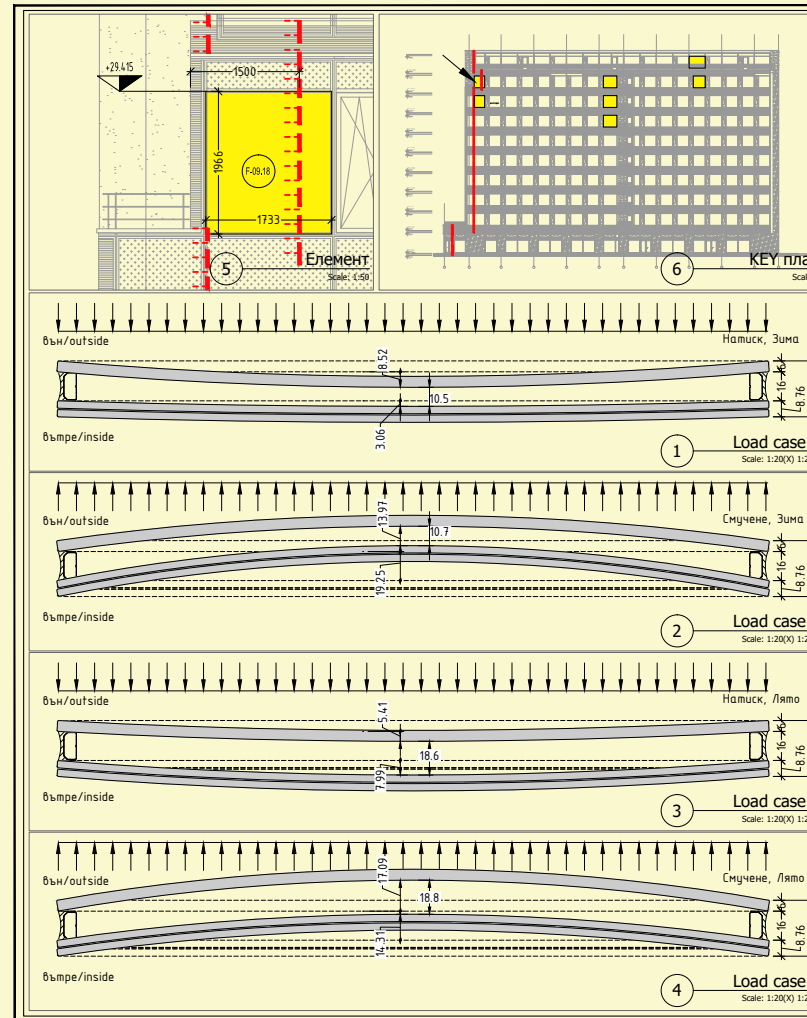 +29.415
1500
1966
F-09.18
1733
5
Елемент
Scale: 1:50
6
KEY пла
Scal
вън/outside
Натиск, Зима
8.52
10.5
3.06
16
6
8.76
вътре/inside
1
Load case
Scale: 1:20(X) 1:2
вън/outside
Смучене, Зима
13.97
10.7
19.25
16
6
8.76
вътре/inside
2
Load case
Scale: 1:20(X) 1:2
вън/outside
Натиск, Лято
5.41
18.6
7.99
16
6
8.76
вътре/inside
3
Load case
Scale: 1:20(X) 1:2
вън/outside
Смучене, Лято
17.09
18.8
14.31
16
6
8.76
вътре/inside
4
Load case
Scale: 1:20(X) 1:2